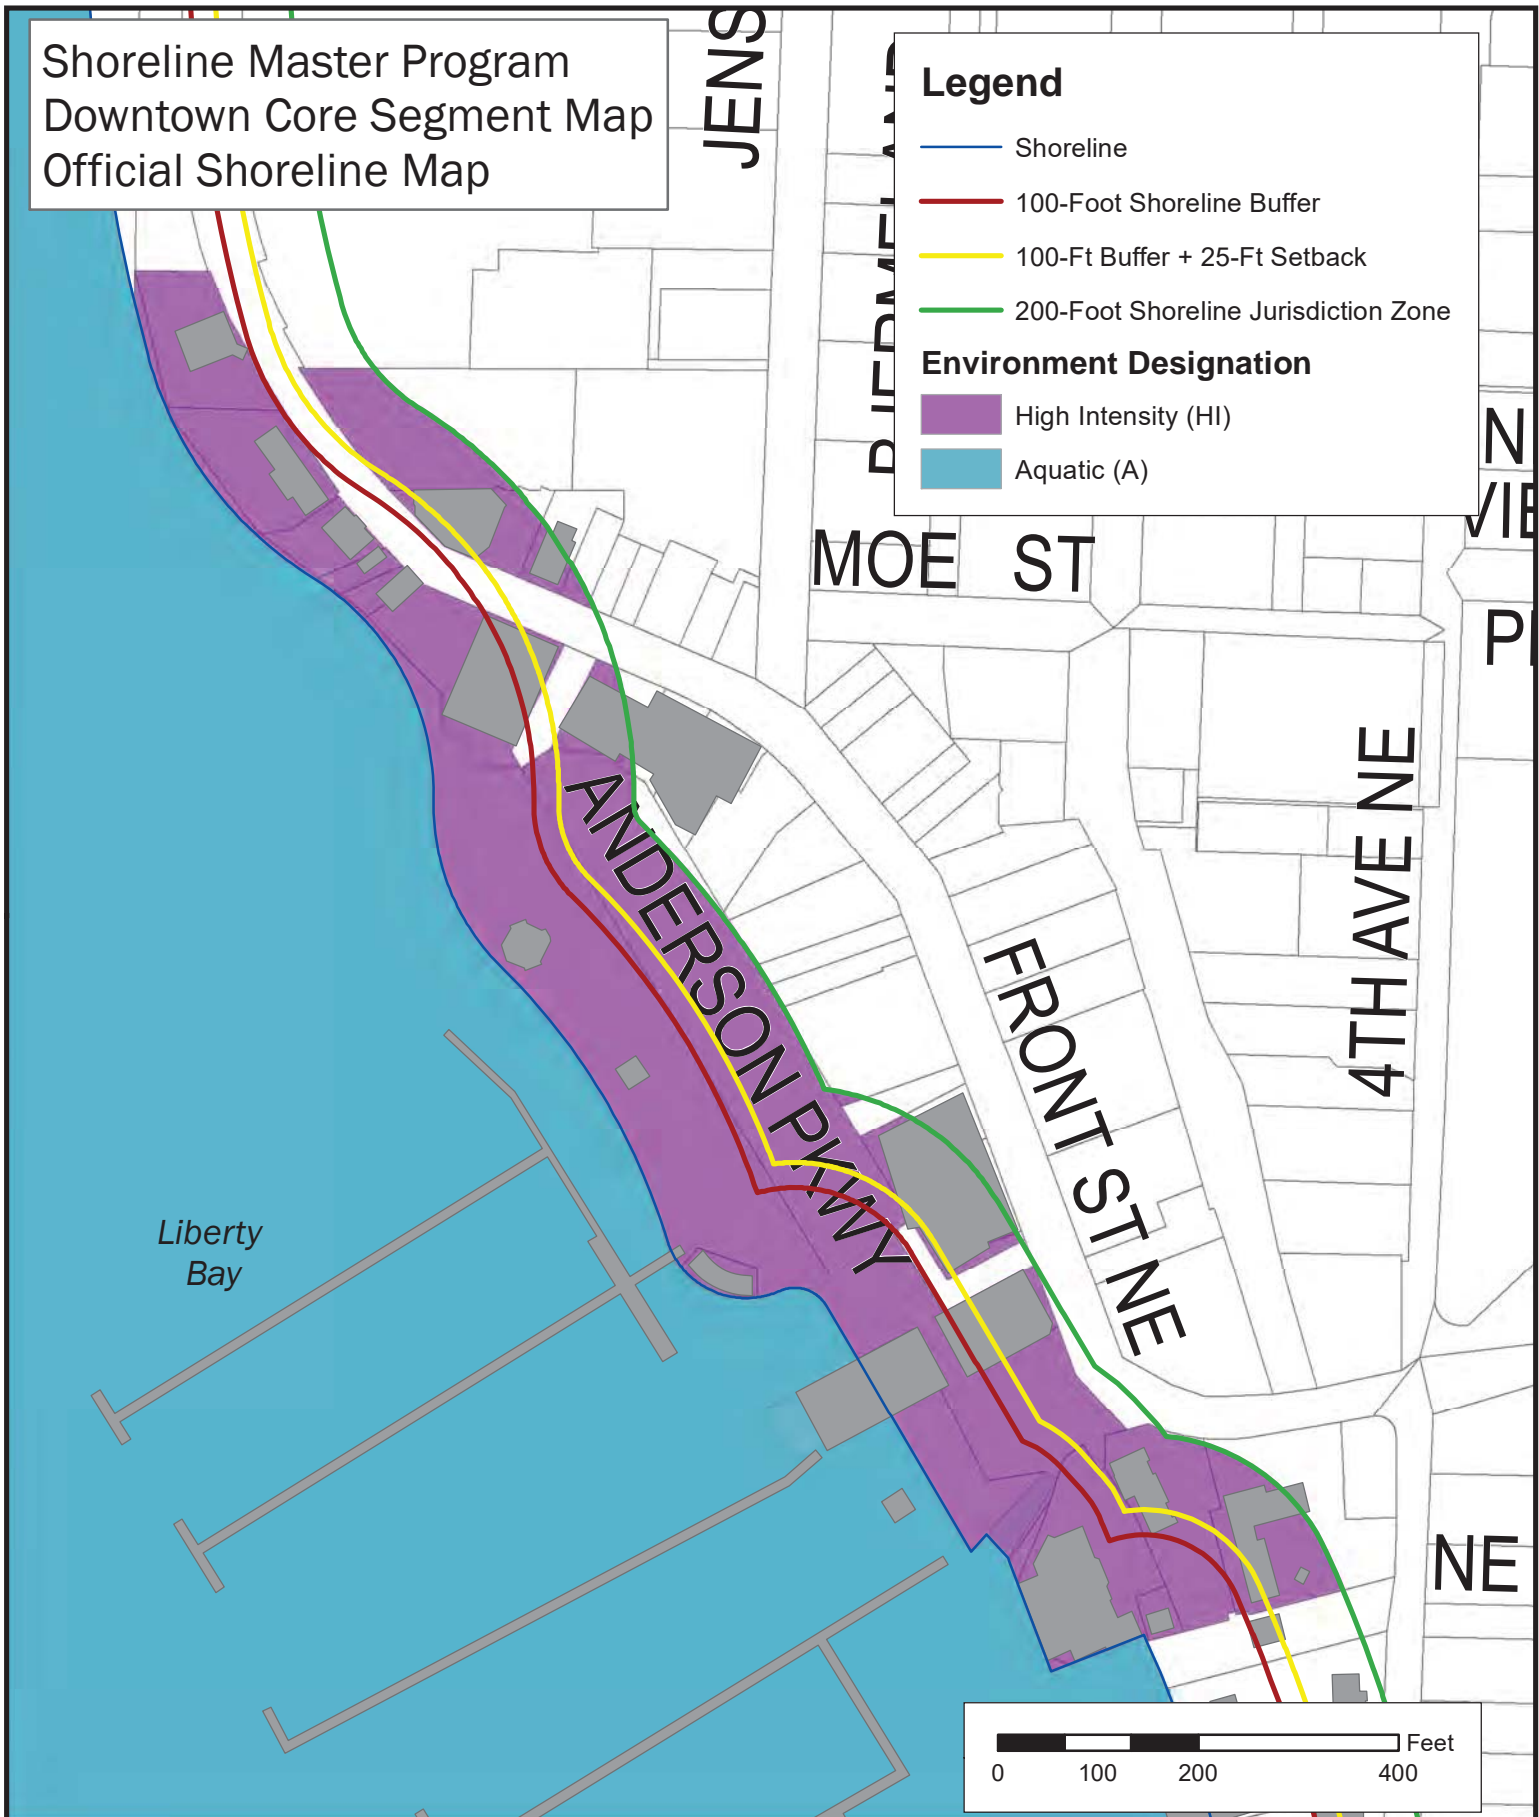 Shoreline Master Program
Downtown Core Segment Map
Official Shoreline Map
JENS
Legend
Shoreline
100-Foot Shoreline Buffer
100-Ft Buffer + 25-Ft Setback
200-Foot Shoreline Jurisdiction Zone
Environment Designation
High Intensity (HI)
Aquatic (A)
N
VIE
MOE ST
4TH AVE NE
ANDERSON PKWY
FRONT ST NE
Liberty
Bay
NE
Feet
0 100 200 400